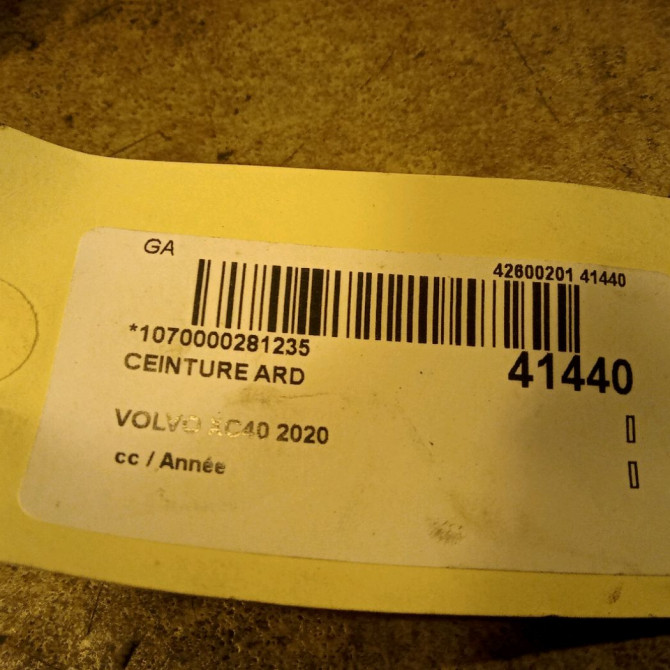 GA
42600201 41440
*1070000281235
41440
CEINTURE ARD
VOLVO XC40 2020
cc / Année